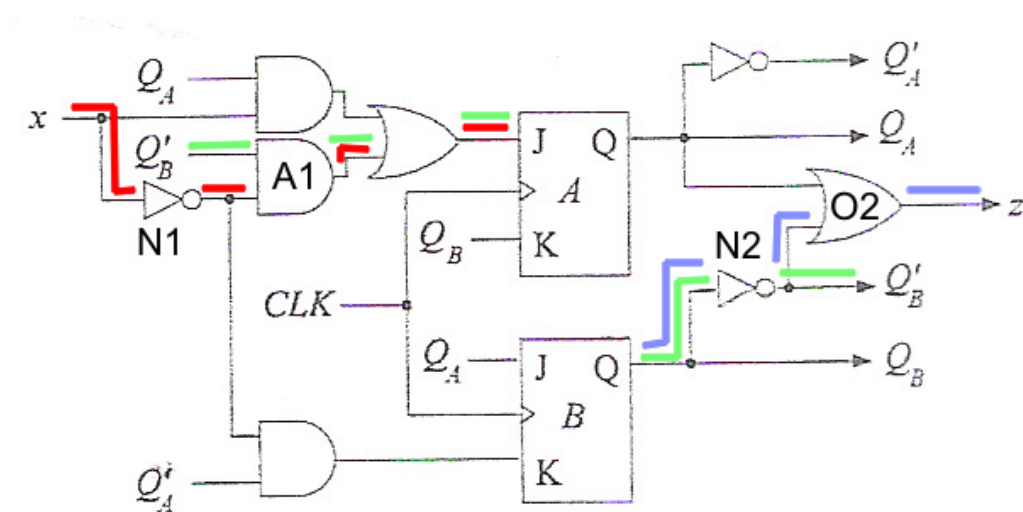 Q_A
Q'_A
x
Q'_B
A1
J
Q
Q_A
N1
A
O2
z
Q_B
K
N2
CLK
Q'_B
Q_A
J
Q
Q_B
B
K
Q'_A